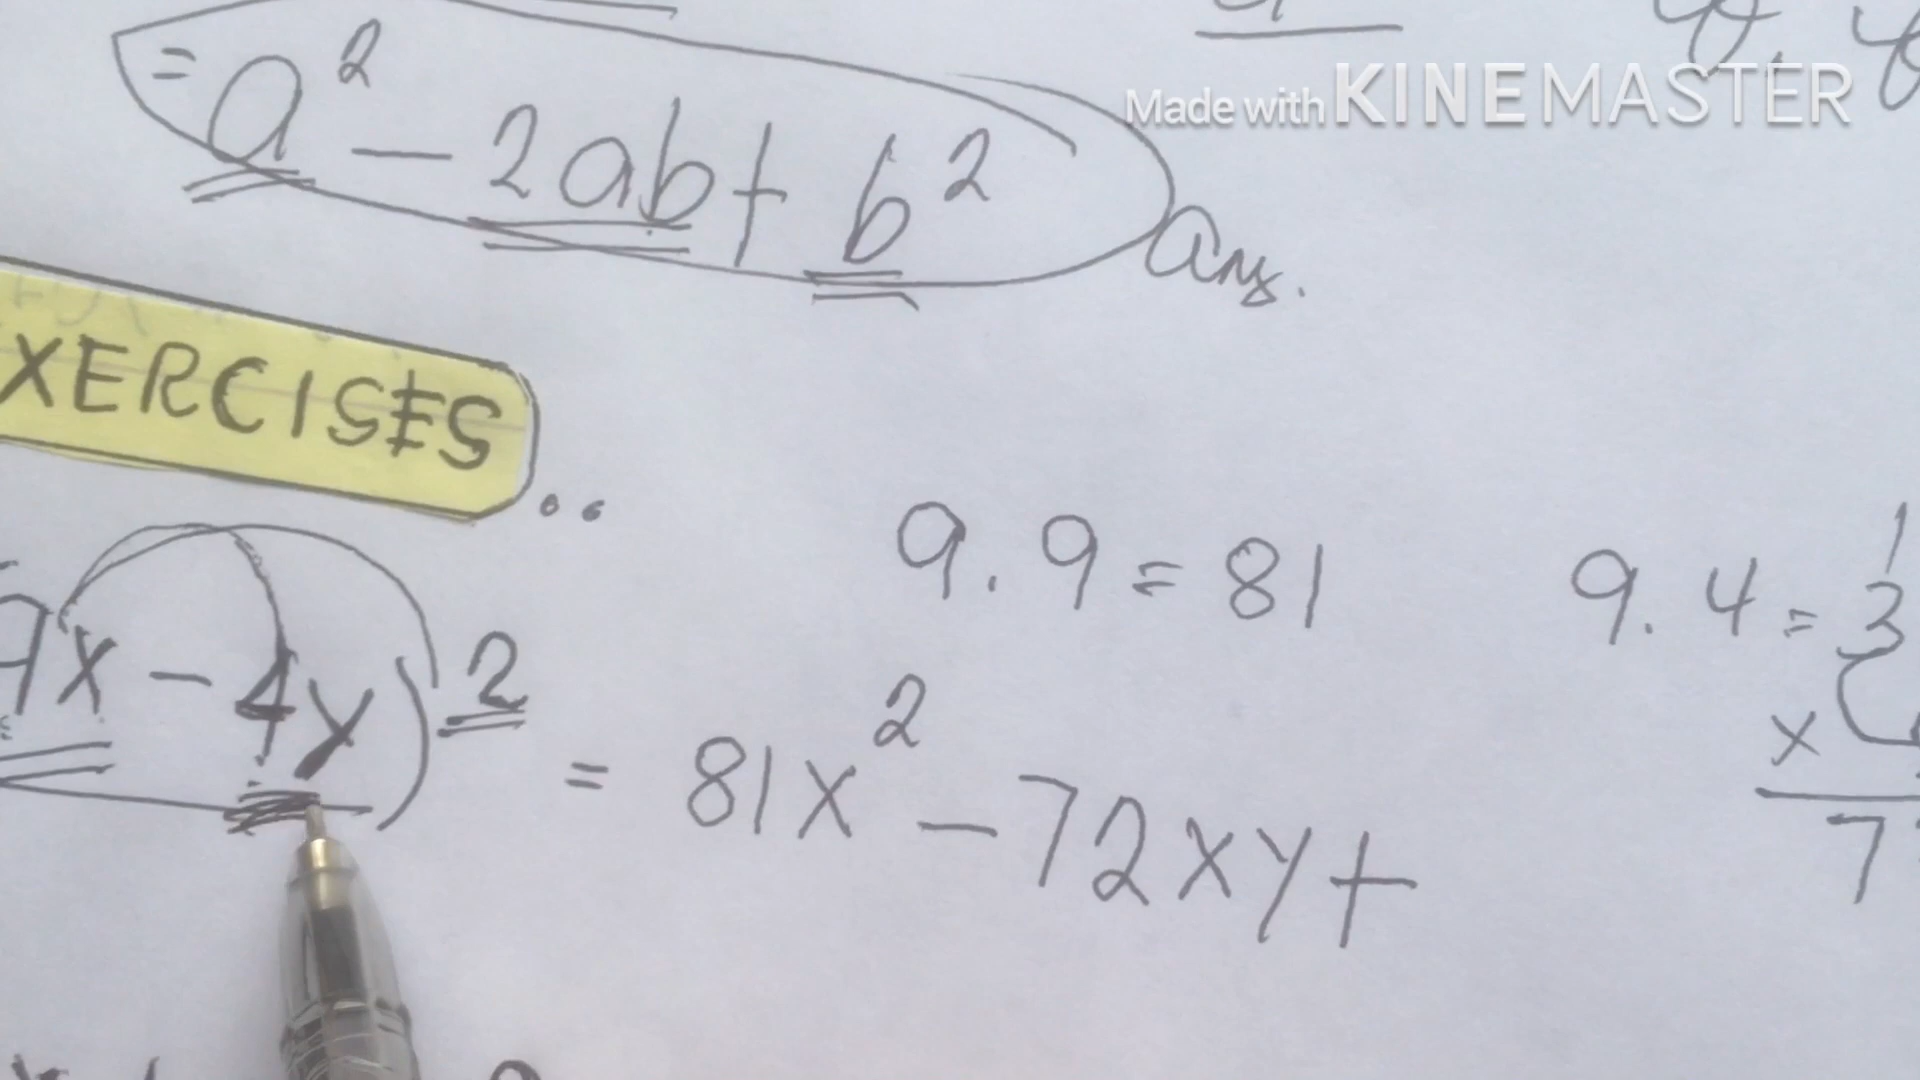 = a² - 2ab + b² Ans.
Made with KINEMASTER
XERCISES..
9.9 = 81
9.4 = 3
9x - 4y)² = 81x² - 72xy +
x
7